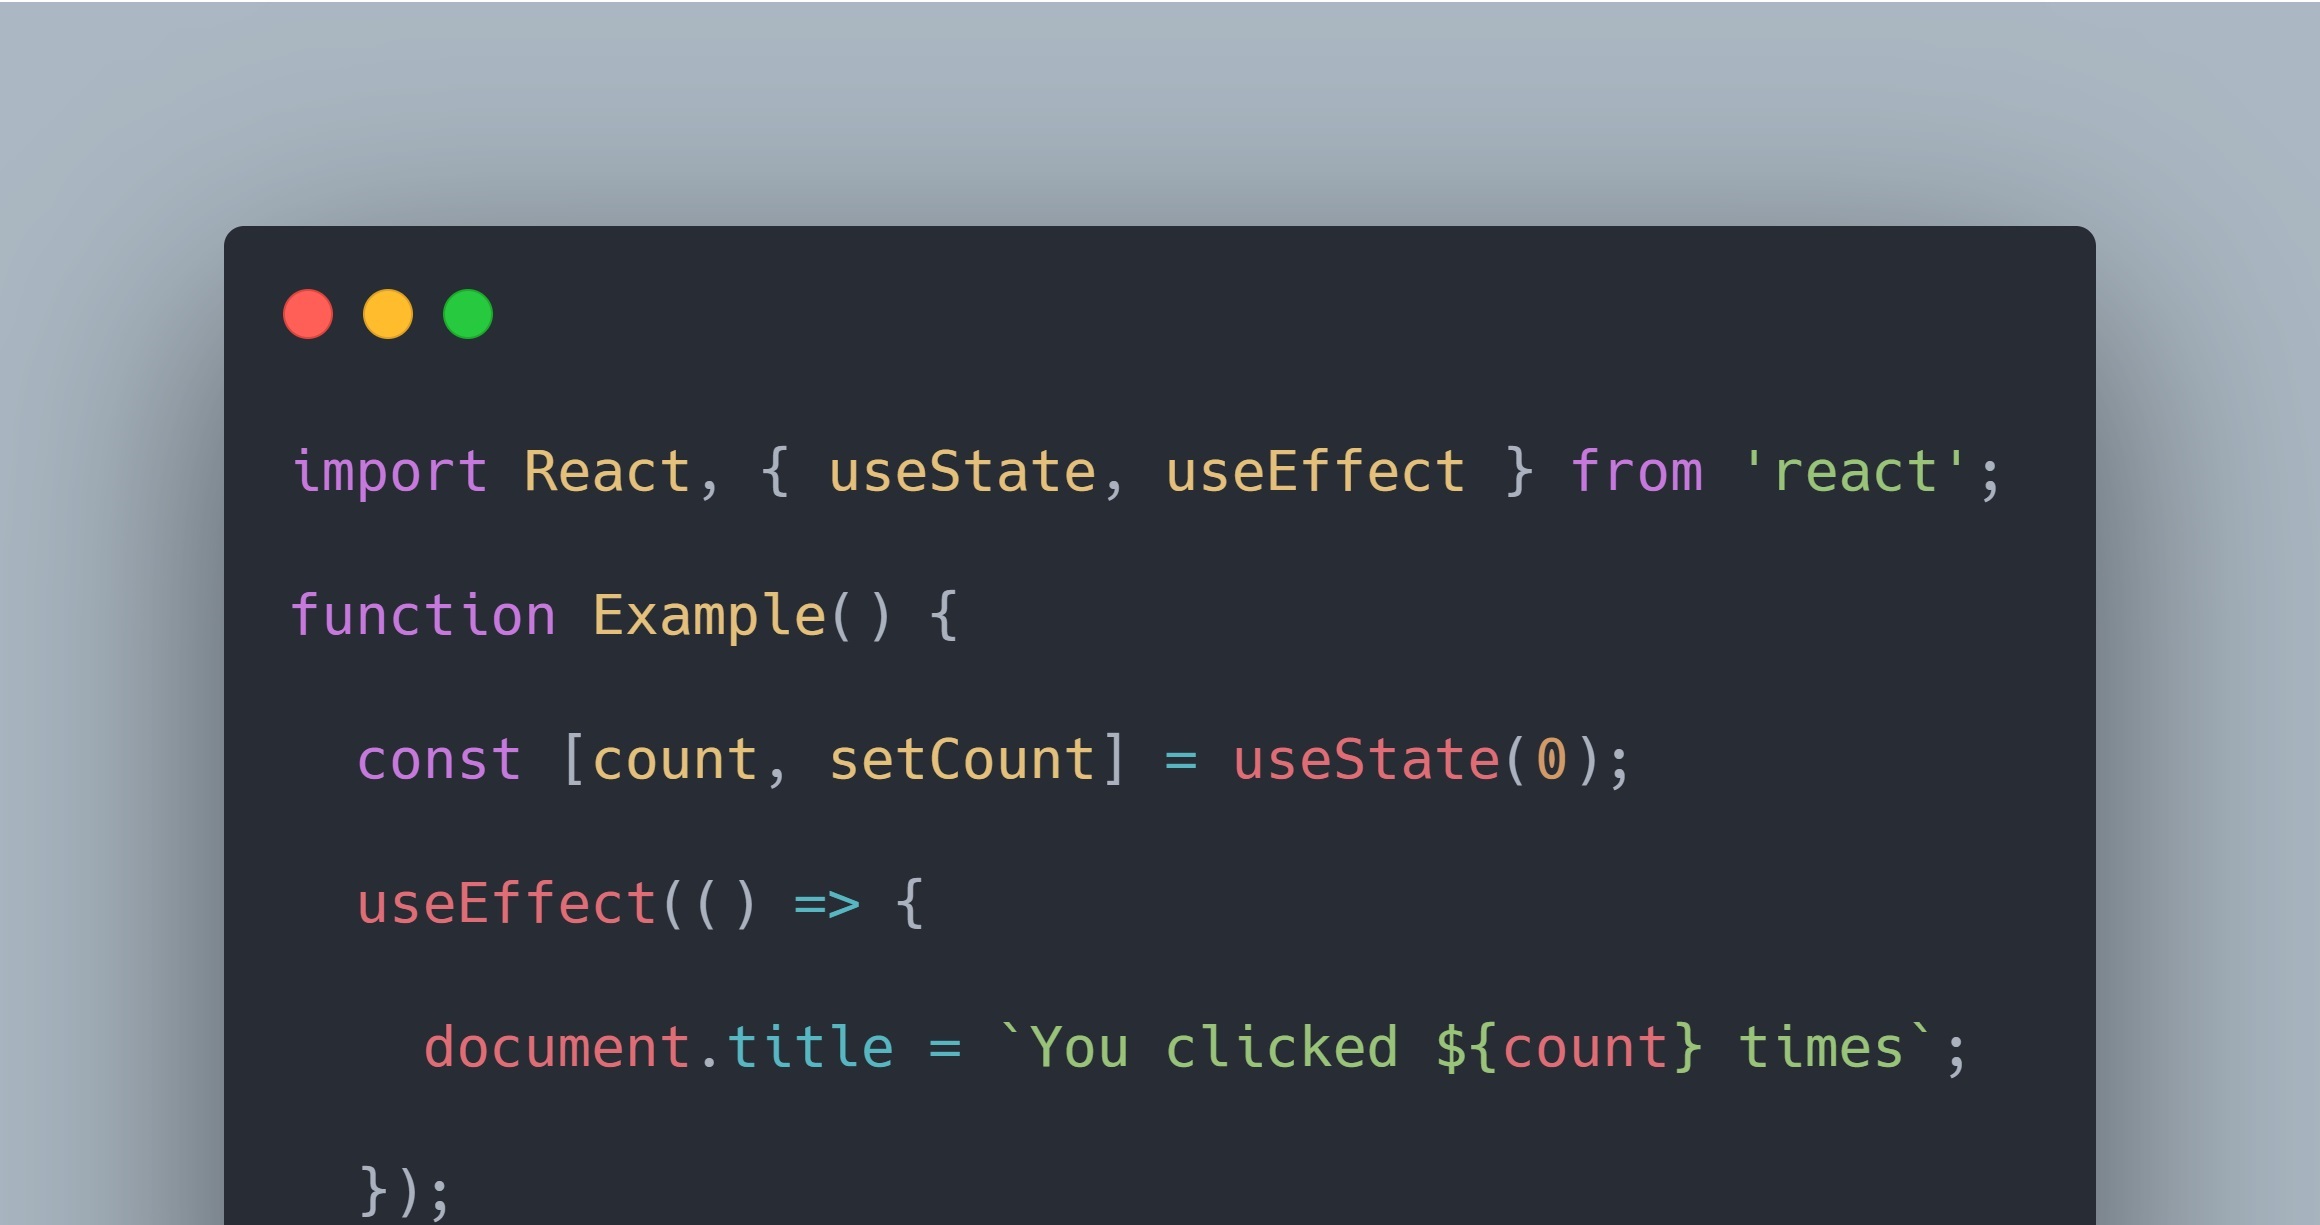 import React, { useState, useEffect } from 'react';
function Example() {
  const [count, setCount] = useState(0);
  useEffect(() => {
    document.title = `You clicked ${count} times`;
  });